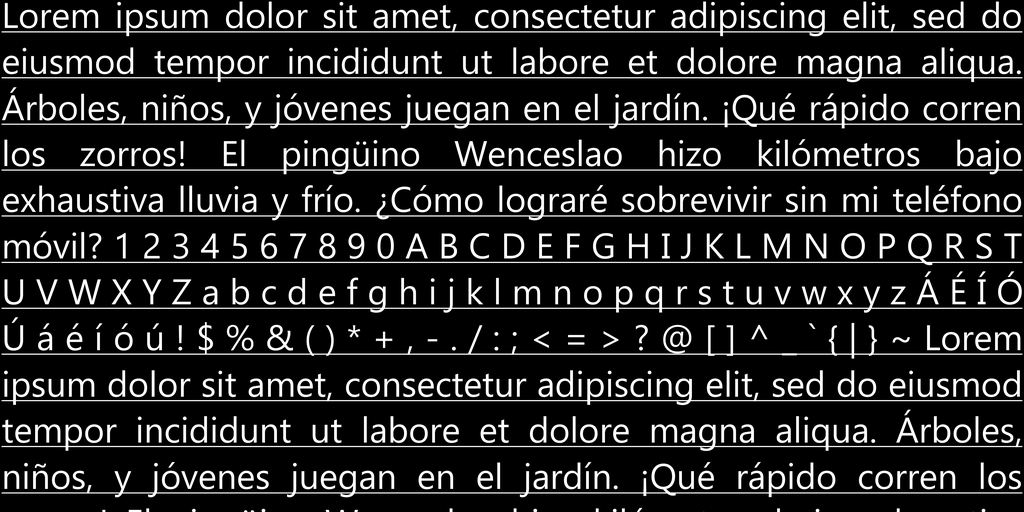 Lorem ipsum dolor sit amet, consectetur adipiscing elit, sed do
eiusmod tempor incididunt ut labore et dolore magna aliqua.
Árboles, niños, y jóvenes juegan en el jardín. ¡Qué rápido corren
los zorros! El pingüino Wenceslao hizo kilómetros bajo
exhaustiva lluvia y frío. ¿Cómo lograré sobrevivir sin mi teléfono
móvil? 1 2 3 4 5 6 7 8 9 0 A B C D E F G H I J K L M N O P Q R S T
U V W X Y Z a b c d e f g h i j k l m n o p q r s t u v w x y z Á É Í Ó
Ú á é í ó ú ! $ % & ( ) * + , - . / : ; < = > ? @ [ ] ^ _ ` { | } ~ Lorem
ipsum dolor sit amet, consectetur adipiscing elit, sed do eiusmod
tempor incididunt ut labore et dolore magna aliqua. Árboles,
niños, y jóvenes juegan en el jardín. ¡Qué rápido corren los